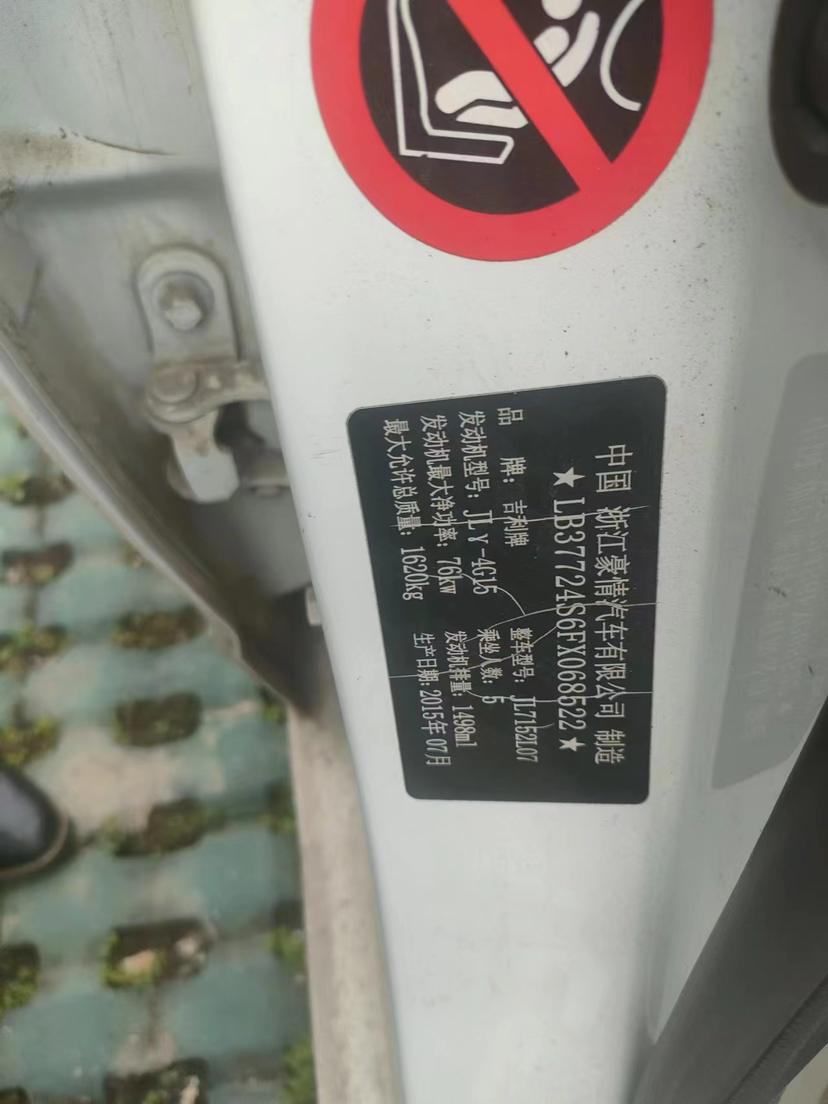 中国 浙江豪情汽车有限公司 制造
★LB37724S6FX068522★
品 牌：吉利牌 整车型号：JL7152L07
发动机型号：JLγ-4G15 乘坐人数：5
发动机最大净功率：76kw 发动机排量：1498ml
最大允许总质量：1620kg 生产日期：2015年07月